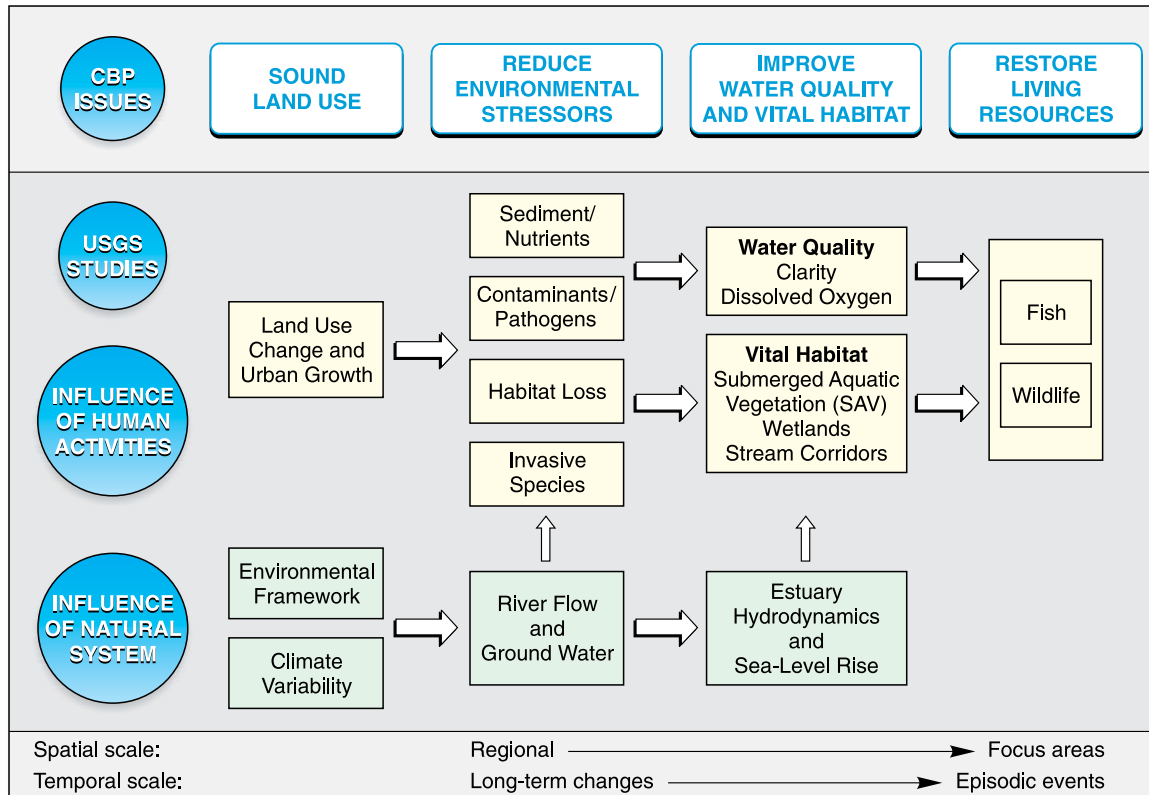 CBP
ISSUES
SOUND
LAND USE
REDUCE
ENVIRONMENTAL
STRESSORS
IMPROVE
WATER QUALITY
AND VITAL HABITAT
RESTORE
LIVING
RESOURCES
USGS
STUDIES
INFLUENCE
OF HUMAN
ACTIVITIES
Land Use
Change and
Urban Growth
Sediment/
Nutrients
Contaminants/
Pathogens
Habitat Loss
Invasive
Species
Water Quality
Clarity
Dissolved Oxygen
Vital Habitat
Submerged Aquatic
Vegetation (SAV)
Wetlands
Stream Corridors
Fish
Wildlife
INFLUENCE
OF NATURAL
SYSTEM
Environmental
Framework
Climate
Variability
River Flow
and
Ground Water
Estuary
Hydrodynamics
and
Sea-Level Rise
Spatial scale: Regional Focus areas
Temporal scale: Long-term changes Episodic events